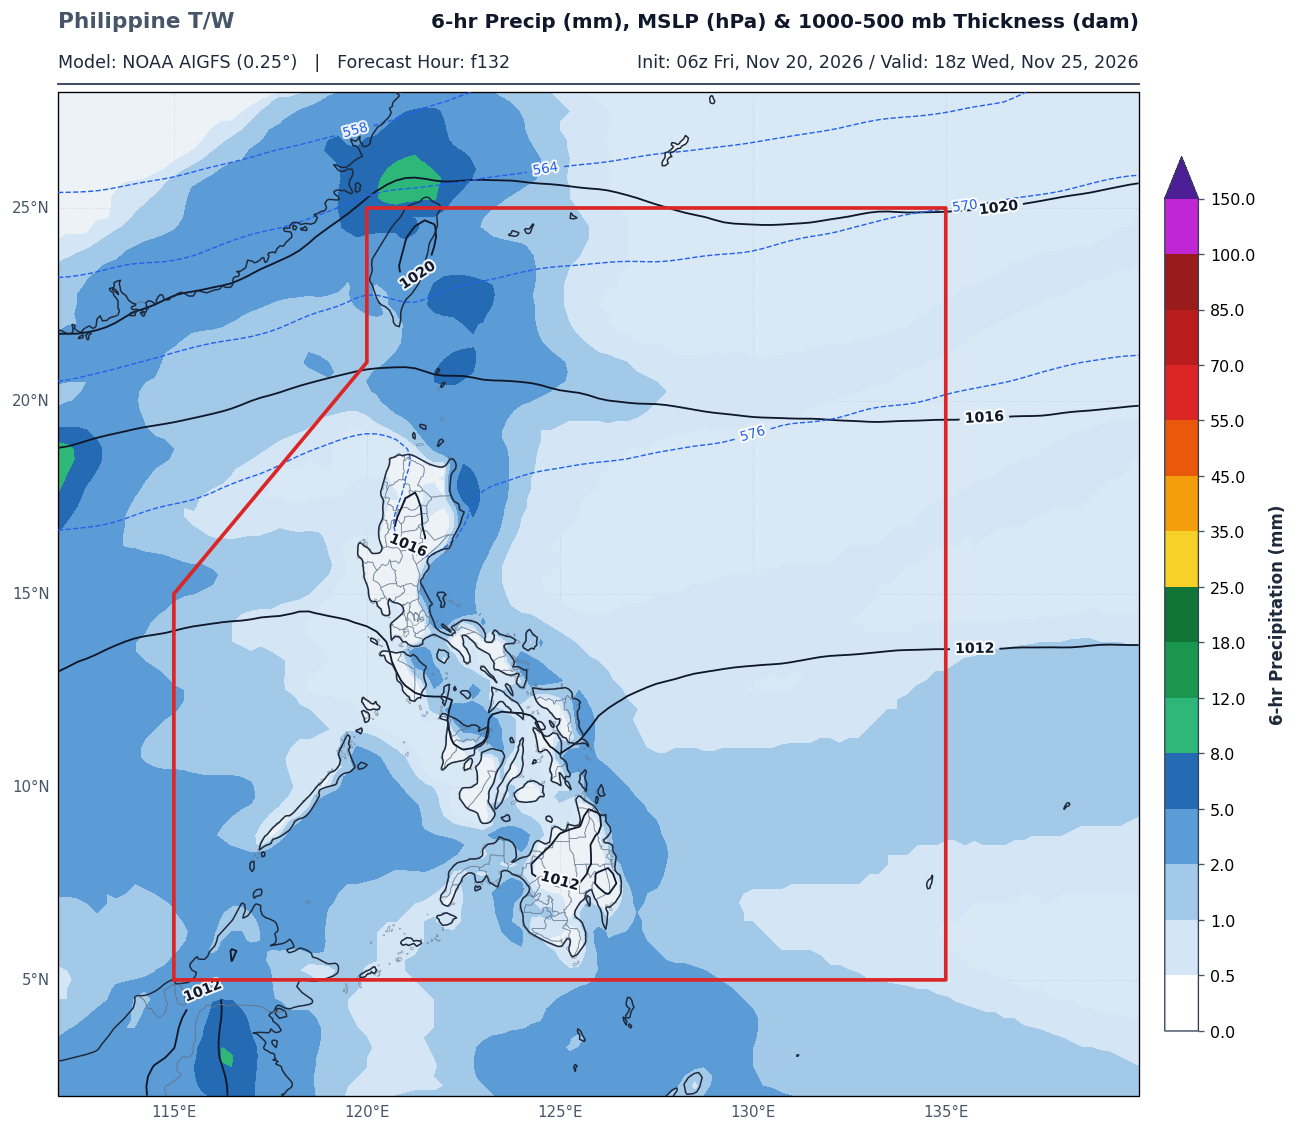 Philippine T/W
6-hr Precip (mm), MSLP (hPa) & 1000-500 mb Thickness (dam)
Model: NOAA AIGFS (0.25°) | Forecast Hour: f132
Init: 06z Fri, Nov 20, 2026 / Valid: 18z Wed, Nov 25, 2026
558
564
570
1020
1020
576
1016
1016
1012
1012
1012
25°N
20°N
15°N
10°N
5°N
115°E
120°E
125°E
130°E
135°E
150.0
100.0
85.0
70.0
55.0
45.0
35.0
25.0
18.0
12.0
8.0
5.0
2.0
1.0
0.5
0.0
6-hr Precipitation (mm)